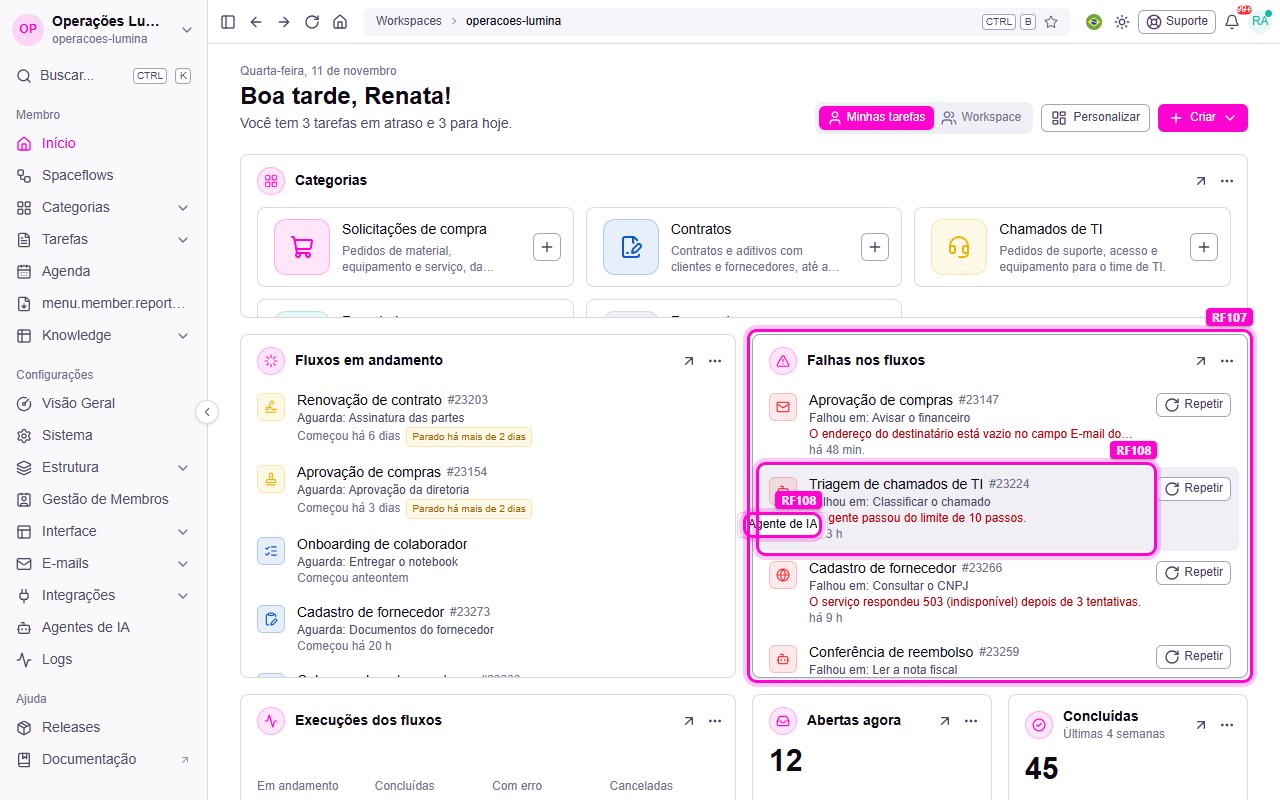 OP
Operações Lu...
operacoes-lumina
Buscar...
CTRL
K
Membro
Início
Spaceflows
Categorias
Tarefas
Agenda
menu.member.report...
Knowledge
Configurações
Visão Geral
Sistema
Estrutura
Gestão de Membros
Interface
E-mails
Integrações
Agentes de IA
Logs
Ajuda
Releases
Documentação
Workspaces
operacoes-lumina
CTRL
B
Suporte
99+
RA
Quarta-feira, 11 de novembro
Boa tarde, Renata!
Você tem 3 tarefas em atraso e 3 para hoje.
Minhas tarefas
Workspace
Personalizar
Criar
Categorias
Solicitações de compra
Pedidos de material,
equipamento e serviço, da...
Contratos
Contratos e aditivos com
clientes e fornecedores, até a...
Chamados de TI
Pedidos de suporte, acesso e
equipamento para o time de TI.
Fluxos em andamento
Renovação de contrato #23203
Aguarda: Assinatura das partes
Começou há 6 dias
Parado há mais de 2 dias
Aprovação de compras #23154
Aguarda: Aprovação da diretoria
Começou há 3 dias
Parado há mais de 2 dias
Onboarding de colaborador
Aguarda: Entregar o notebook
Começou anteontem
Cadastro de fornecedor #23273
Aguarda: Documentos do fornecedor
Começou há 20 h
RF107
Falhas nos fluxos
Aprovação de compras #23147
Falhou em: Avisar o financeiro
O endereço do destinatário está vazio no campo E-mail do...
há 48 min.
Repetir
RF108
Triagem de chamados de TI #23224
RF108
lhou em: Classificar o chamado
Agente de IA
gente passou do limite de 10 passos.
3 h
Repetir
Cadastro de fornecedor #23266
Falhou em: Consultar o CNPJ
O serviço respondeu 503 (indisponível) depois de 3 tentativas.
há 9 h
Repetir
Conferência de reembolso #23259
Falhou em: Ler a nota fiscal
Repetir
Execuções dos fluxos
Em andamento
Concluídas
Com erro
Canceladas
Abertas agora
12
Concluídas
Últimas 4 semanas
45